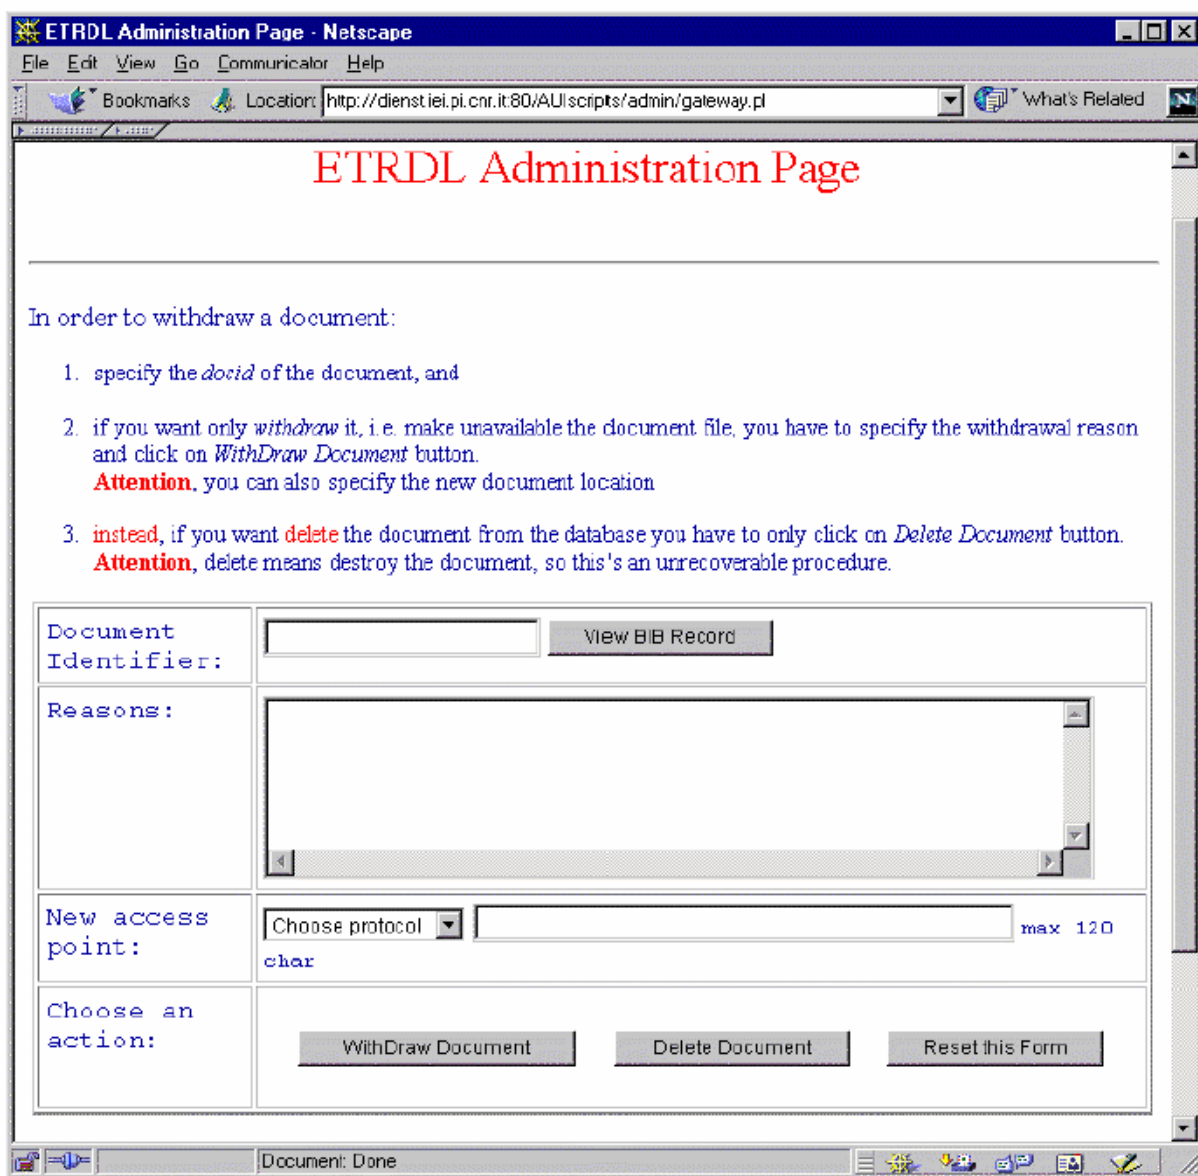 ETRDL Administration Page - Netscape
File Edit View Go Communicator Help
Bookmarks Location: http://dienst.iei.pi.cnr.it:80/AUIscripts/admin/gateway.pl What's Related N
ETRDL Administration Page
In order to withdraw a document:
1. specify the docid of the document, and
2. if you want only withdraw it, i.e. make unavailable the document file, you have to specify the withdrawal reason
and click on WithDraw Document button.
Attention, you can also specify the new document location
3. instead, if you want delete the document from the database you have to only click on Delete Document button.
Attention, delete means destroy the document, so this's an unrecoverable procedure.
Document
Identifier:
View BIB Record
Reasons:
New access
point:
Choose protocol max 120
char
Choose an
action:
WithDraw Document Delete Document Reset this Form
Document: Done